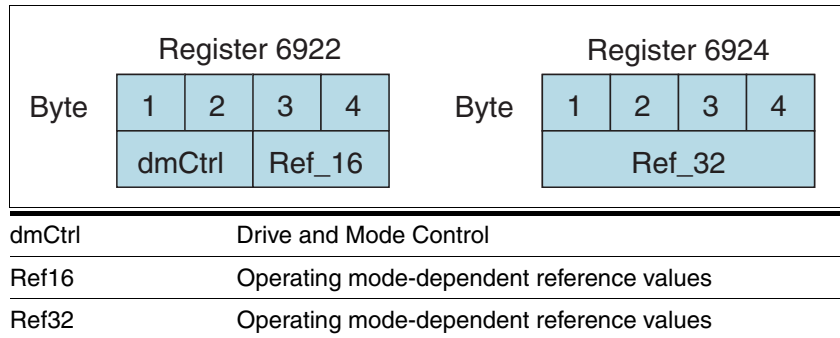 Register 6922 Register 6924
Byte 1 2 3 4 Byte 1 2 3 4
dmCtrl Ref_16 Ref_32
dmCtrl Drive and Mode Control
Ref16 Operating mode-dependent reference values
Ref32 Operating mode-dependent reference values